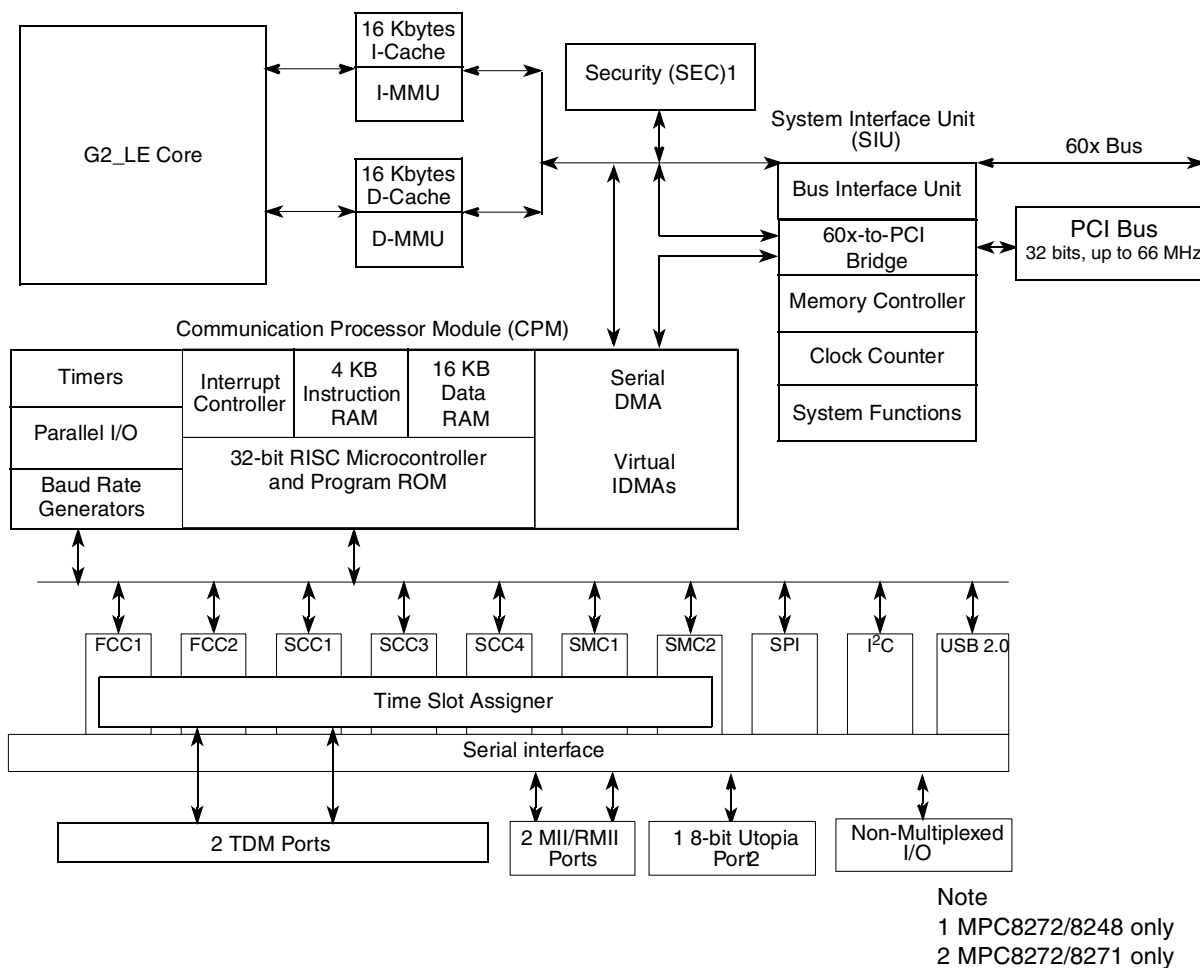 16 Kbytes
I-Cache
I-MMU
G2_LE Core
16 Kbytes
D-Cache
D-MMU
Security (SEC)1
System Interface Unit
(SIU)
60x Bus
Bus Interface Unit
60x-to-PCI
Bridge
Memory Controller
Clock Counter
System Functions
PCI Bus
32 bits, up to 66 MHz
Communication Processor Module (CPM)
Timers
Parallel I/O
Baud Rate
Generators
Interrupt
Controller
4 KB
Instruction
RAM
16 KB
Data
RAM
32-bit RISC Microcontroller
and Program ROM
Serial
DMA
Virtual
IDMAs
FCC1
FCC2
SCC1
SCC3
SCC4
SMC1
SMC2
SPI
I²C
USB 2.0
Time Slot Assigner
Serial interface
2 TDM Ports
2 MII/RMII
Ports
1 8-bit Utopia
Port2
Non-Multiplexed
I/O
Note
1 MPC8272/8248 only
2 MPC8272/8271 only